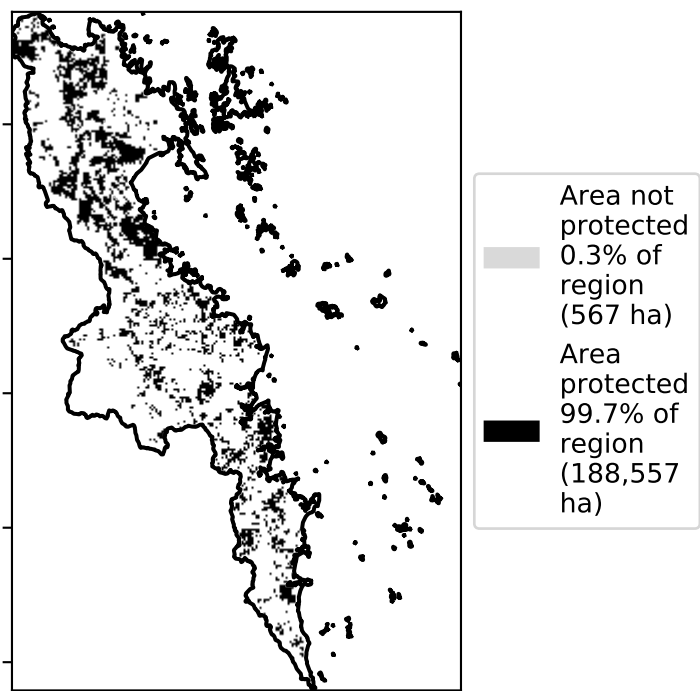 Area not
protected
0.3% of
region
(567 ha)
Area
protected
99.7% of
region
(188,557
ha)